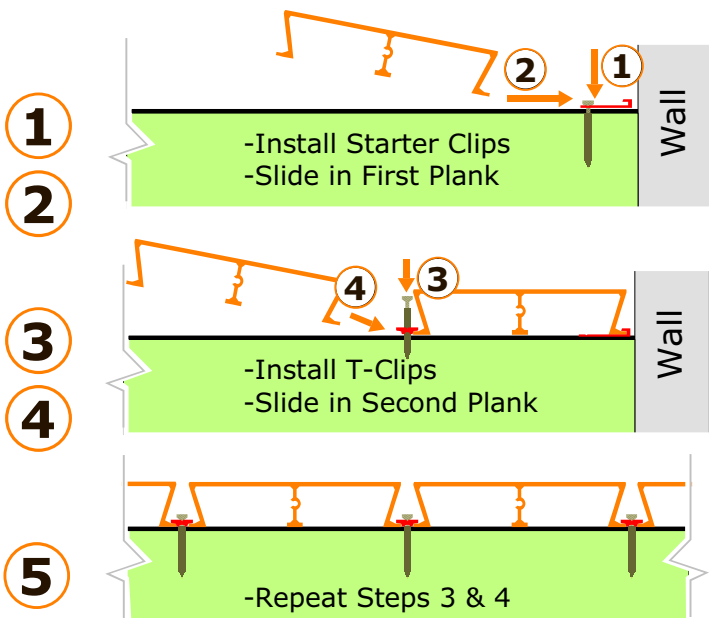 1
2
2
1
-Install Starter Clips
-Slide in First Plank
Wall
3
4
4
3
-Install T-Clips
-Slide in Second Plank
Wall
5
-Repeat Steps 3 & 4